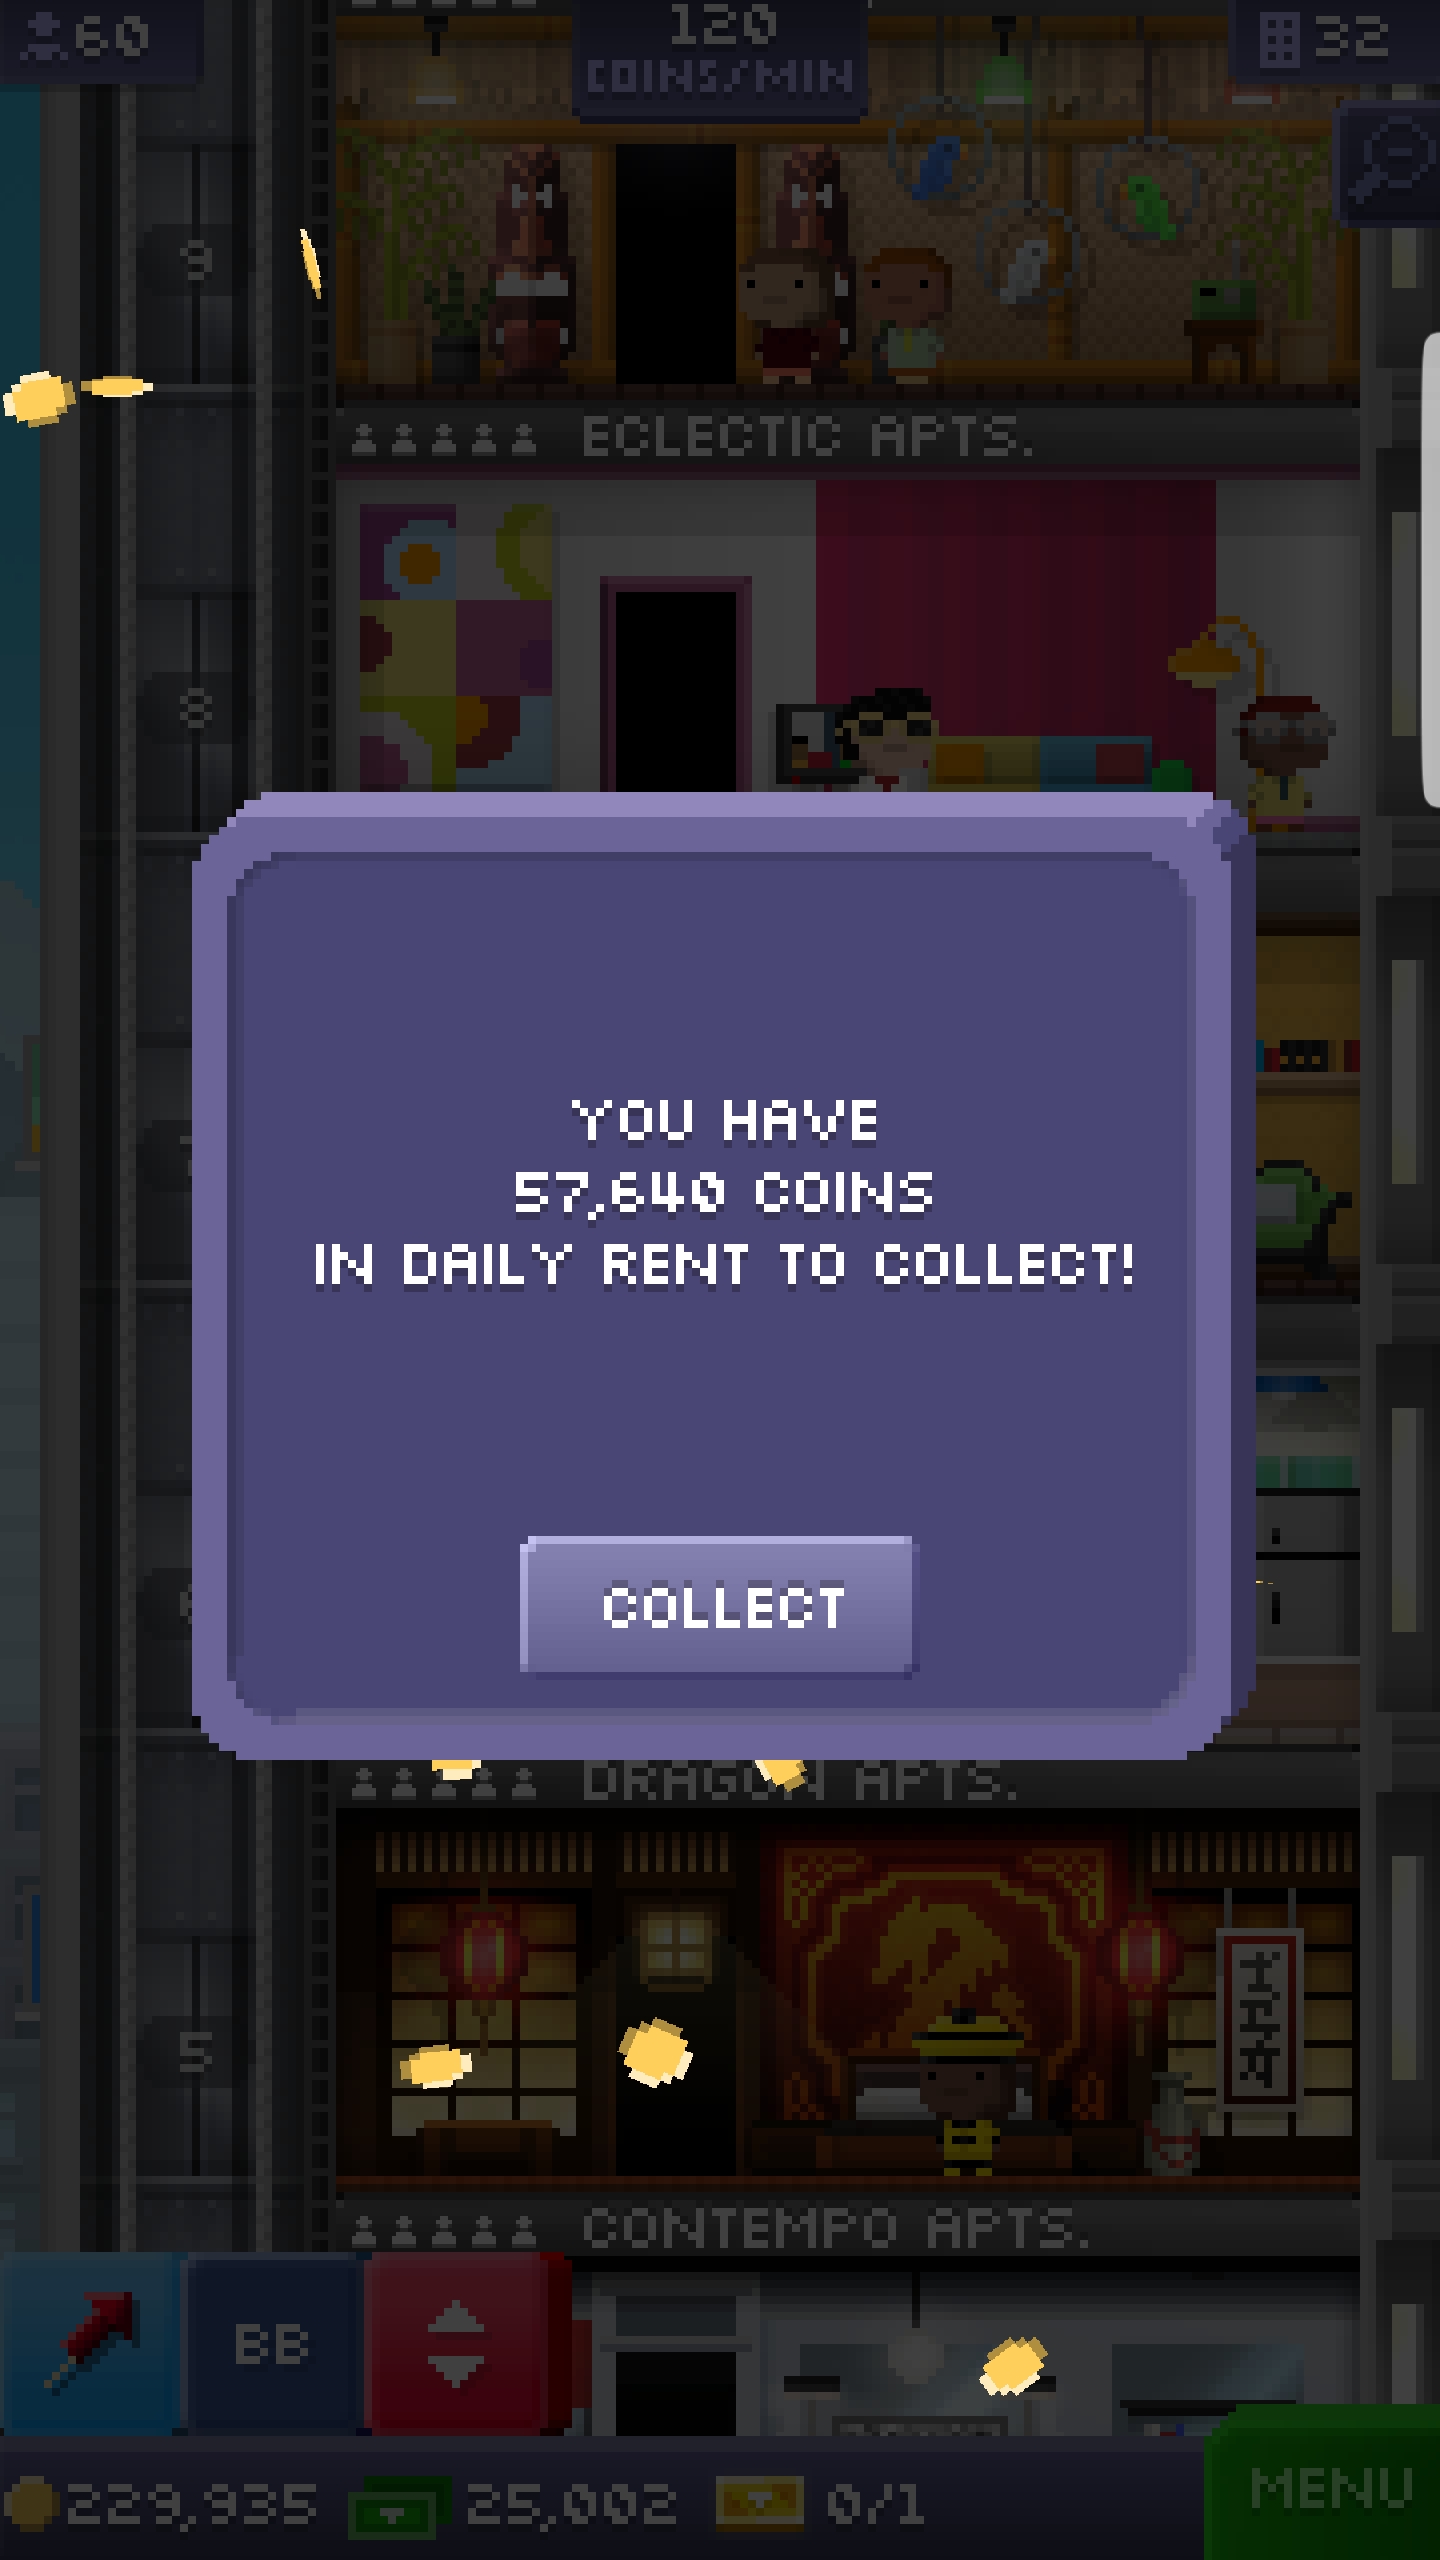 60
120
COINS/MIN
32
9
ECLECTIC APTS.
8
YOU HAVE
57,640 COINS
IN DAILY RENT TO COLLECT!
COLLECT
DRAGON APTS.
5
CONTEMPO APTS.
BB
229,935
25,002
0/1
MENU